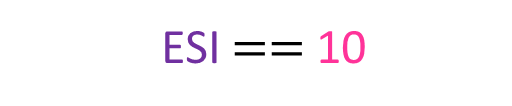 ESI == 10